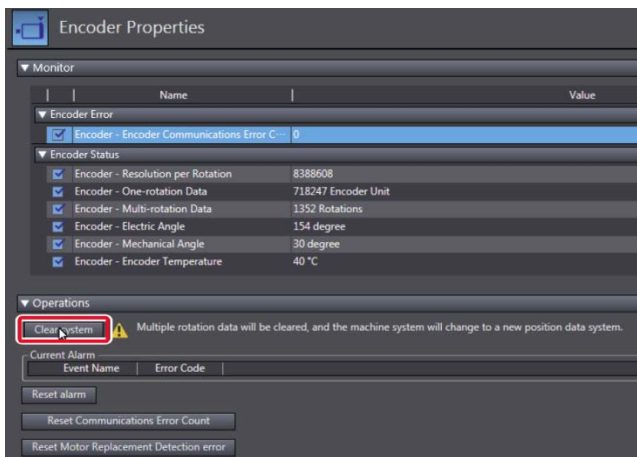 Encoder Properties
▼ Monitor
Name Value
▼ Encoder Error
Encoder - Encoder Communications Error C··· 0
▼ Encoder Status
Encoder - Resolution per Rotation 8388608
Encoder - One-rotation Data 718247 Encoder Unit
Encoder - Multi-rotation Data 1352 Rotations
Encoder - Electric Angle 154 degree
Encoder - Mechanical Angle 30 degree
Encoder - Encoder Temperature 40 °C
▼ Operations
Clear system Multiple rotation data will be cleared, and the machine system will change to a new position data system.
Current Alarm
Event Name Error Code
Reset alarm
Reset Communications Error Count
Reset Motor Replacement Detection error